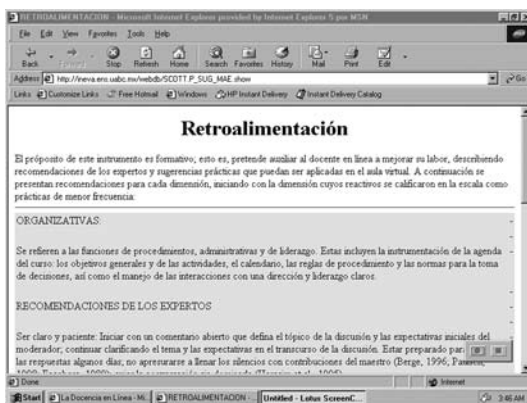 RETROALIMENTACION - Microsoft Internet Explorer provided by Internet Explorer 5 por MSN
File Edit View Favorites Tools Help
Back Forward Stop Refresh Home Search Favorites History Mail Print Edit
Address http://ineva.ens.uabc.mx/webdb/SCOTT.P_SUG_MAE.show Go
Links Customize Links Free Hotmail Windows HP Instant Delivery Instant Delivery Catalog
Retroalimentación
El própósito de este instrumento es formativo; esto es, pretende auxiliar al docente en línea a mejorar su labor, describiendo
recomendaciones de los expertos y sugerencias prácticas que puedan ser aplicadas en el aula virtual. A continuación se
presentan recomendaciones para cada dimensión, iniciando con la dimensión cuyos reactivos se calificaron en la escala como
prácticas de menor frecuencia:
ORGANIZATIVAS:
Se refieren a las funciones de procedimientos, administrativas y de liderazgo. Estas incluyen la instrumentación de la agenda
del curso: los objetivos generales y de las actividades, el calendario, las reglas de procedimiento y las normas para la toma
de decisiones, así como el manejo de las interacciones con una dirección y liderazgo claros.
RECOMENDACIONES DE LOS EXPERTOS
Ser claro y paciente: Iniciar con un comentario abierto que defina el tópico de la discusión y las expectativas iniciales del
moderador; continuar clarificando el tema y las expectativas en el transcurso de la discusión. Estar preparado para
las respuestas algunos días; no apresurarse a llenar los silencios con contribuciones del maestro (Berge, 1996;
Done Internet
Start La Docencia en Línea - Mi... RETROALIMENTACION - ... Untitled - Lotus ScreenC... 3:46 AM